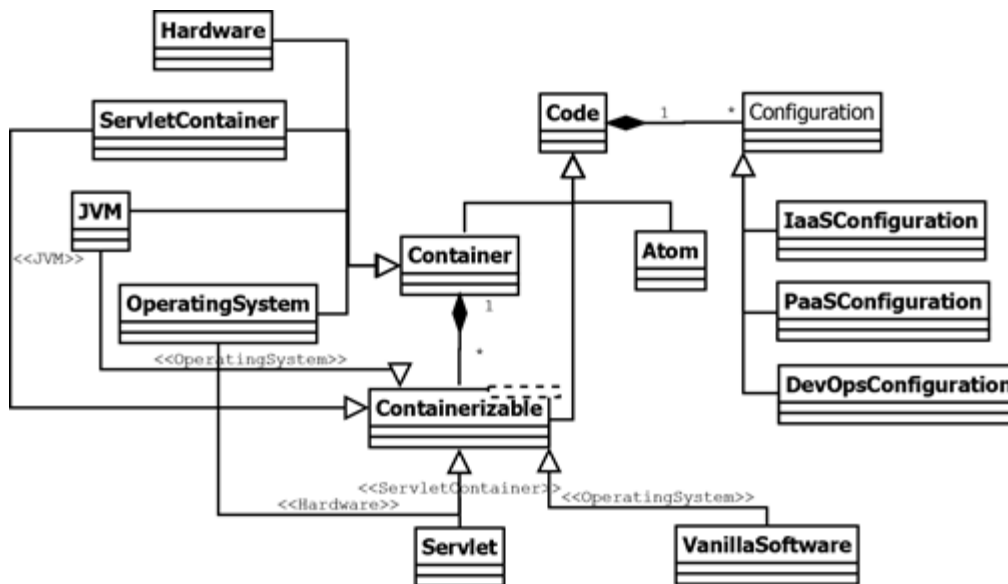 Hardware
ServletContainer
Code
1
*
Configuration
JVM
IaaSConfiguration
<<JVM>>
Container
Atom
OperatingSystem
1
PaaSConfiguration
<<OperatingSystem>>
*
DevOpsConfiguration
Containerizable
<<ServletContainer>>
<<Hardware>>
<<OperatingSystem>>
Servlet
VanillaSoftware